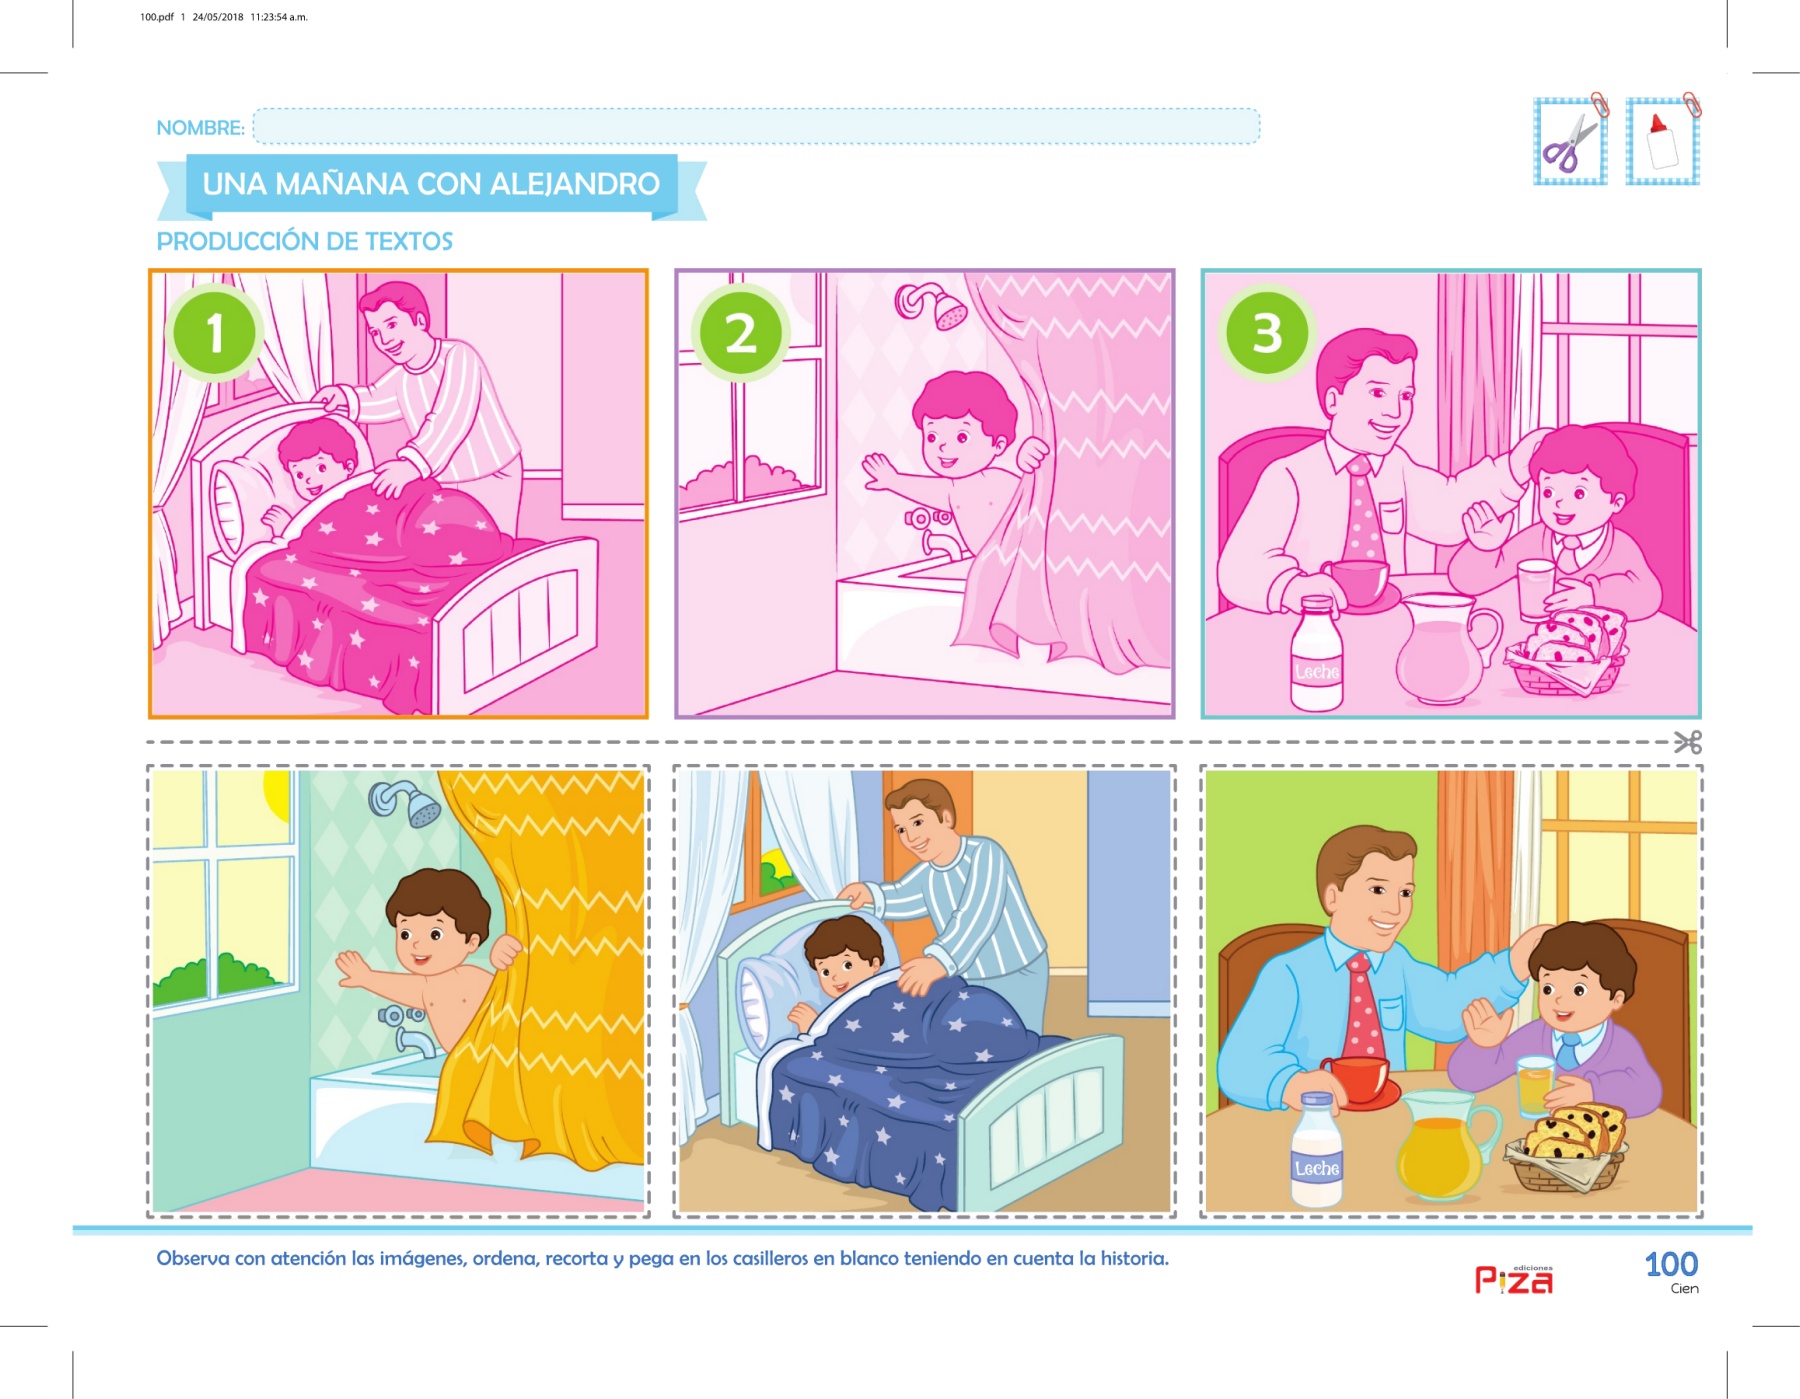 100.pdf 1 24/05/2018 11:23:54 a.m.
NOMBRE:
UNA MAÑANA CON ALEJANDRO
PRODUCCIÓN DE TEXTOS
1
2
3
Leche
Leche
Observa con atención las imágenes, ordena, recorta y pega en los casilleros en blanco teniendo en cuenta la historia.
ediciones
Piza
100
Cien